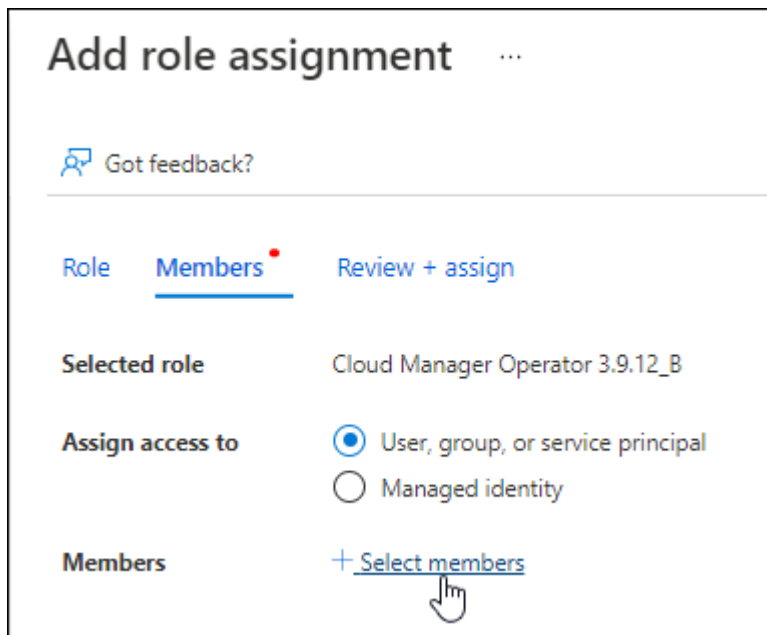 Add role assignment ...
Got feedback?
Role Members Review + assign
Selected role Cloud Manager Operator 3.9.12_B
Assign access to User, group, or service principal
Managed identity
Members + Select members